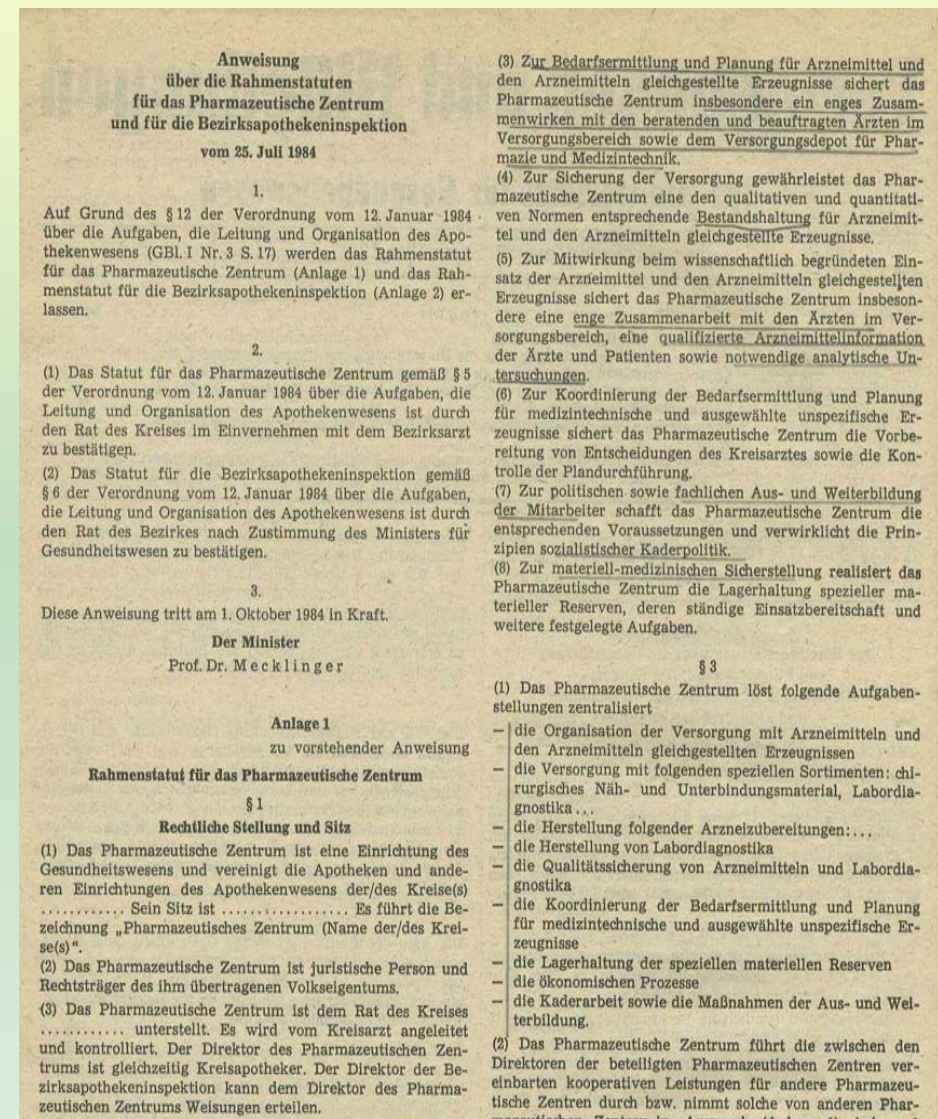 Anweisung
über die Rahmenstatuten
für das Pharmazeutische Zentrum
und für die Bezirksapothekeninspektion
vom 25. Juli 1984
1.
Auf Grund des § 12 der Verordnung vom 12. Januar 1984
über die Aufgaben, die Leitung und Organisation des Apo-
thekenwesens (GBl. I Nr. 3 S. 17) werden das Rahmenstatut
für das Pharmazeutische Zentrum (Anlage 1) und das Rah-
menstatut für die Bezirksapothekeninspektion (Anlage 2) er-
lassen.
2.
(1) Das Statut für das Pharmazeutische Zentrum gemäß § 5
der Verordnung vom 12. Januar 1984 über die Aufgaben, die
Leitung und Organisation des Apothekenwesens ist durch
den Rat des Kreises im Einvernehmen mit dem Bezirksarzt
zu bestätigen.
(2) Das Statut für die Bezirksapothekeninspektion gemäß
§ 6 der Verordnung vom 12. Januar 1984 über die Aufgaben,
die Leitung und Organisation des Apothekenwesens ist durch
den Rat des Bezirkes nach Zustimmung des Ministers für
Gesundheitswesen zu bestätigen.
3.
Diese Anweisung tritt am 1. Oktober 1984 in Kraft.
Der Minister
Prof. Dr. Mecklinger
Anlage 1
zu vorstehender Anweisung
Rahmenstatut für das Pharmazeutische Zentrum
§ 1
Rechtliche Stellung und Sitz
(1) Das Pharmazeutische Zentrum ist eine Einrichtung des
Gesundheitswesens und vereinigt die Apotheken und ande-
ren Einrichtungen des Apothekenwesens der/des Kreise(s)
............ Sein Sitz ist .................. Es führt die Be-
zeichnung „Pharmazeutisches Zentrum (Name der/des Krei-
se(s)“.
(2) Das Pharmazeutische Zentrum ist juristische Person und
Rechtsträger des ihm übertragenen Volkseigentums.
(3) Das Pharmazeutische Zentrum ist dem Rat des Kreises
............ unterstellt. Es wird vom Kreisarzt angeleitet
und kontrolliert. Der Direktor des Pharmazeutischen Zen-
trums ist gleichzeitig Kreisapotheker. Der Direktor der Be-
zirksapothekeninspektion kann dem Direktor des Pharma-
zeutischen Zentrums Weisungen erteilen.
(3) Zur Bedarfsermittlung und Planung für Arzneimittel und
den Arzneimitteln gleichgestellte Erzeugnisse sichert das
Pharmazeutische Zentrum insbesondere ein enges Zusam-
menwirken mit den beratenden und beauftragten Ärzten im
Versorgungsbereich sowie dem Versorgungsdepot für Phar-
mazie und Medizintechnik.
(4) Zur Sicherung der Versorgung gewährleistet das Phar-
mazeutische Zentrum eine den qualitativen und quantitati-
ven Normen entsprechende Bestandshaltung für Arzneimit-
tel und den Arzneimitteln gleichgestellte Erzeugnisse.
(5) Zur Mitwirkung beim wissenschaftlich begründeten Ein-
satz der Arzneimittel und den Arzneimitteln gleichgestellten
Erzeugnisse sichert das Pharmazeutische Zentrum insbeson-
dere eine enge Zusammenarbeit mit den Ärzten im Ver-
sorgungsbereich, eine qualifizierte Arzneimittelinformation
der Ärzte und Patienten sowie notwendige analytische Un-
tersuchungen.
(6) Zur Koordinierung der Bedarfsermittlung und Planung
für medizintechnische und ausgewählte unspezifische Er-
zeugnisse sichert das Pharmazeutische Zentrum die Vorbe-
reitung von Entscheidungen des Kreisarztes sowie die Kon-
trolle der Plandurchführung.
(7) Zur politischen sowie fachlichen Aus- und Weiterbildung
der Mitarbeiter schafft das Pharmazeutische Zentrum die
entsprechenden Voraussetzungen und verwirklicht die Prin-
zipien sozialistischer Kaderpolitik.
(8) Zur materiell-medizinischen Sicherstellung realisiert das
Pharmazeutische Zentrum die Lagerhaltung spezieller ma-
terieller Reserven, deren ständige Einsatzbereitschaft und
weitere festgelegte Aufgaben.
§ 3
(1) Das Pharmazeutische Zentrum löst folgende Aufgaben-
stellungen zentralisiert
— die Organisation der Versorgung mit Arzneimitteln und
den Arzneimitteln gleichgestellten Erzeugnissen
— die Versorgung mit folgenden speziellen Sortimenten: chi-
rurgisches Näh- und Unterbindungsmaterial, Labordia-
gnostika . . .
— die Herstellung folgender Arzneizubereitungen: . . .
— die Herstellung von Labordiagnostika
— die Qualitätssicherung von Arzneimitteln und Labordia-
gnostika
— die Koordinierung der Bedarfsermittlung und Planung
für medizintechnische und ausgewählte unspezifische Er-
zeugnisse
— die Lagerhaltung der speziellen materiellen Reserven
— die ökonomischen Prozesse
— die Kaderarbeit sowie die Maßnahmen der Aus- und Wei-
terbildung.
(2) Das Pharmazeutische Zentrum führt die zwischen den
Direktoren der beteiligten Pharmazeutischen Zentren ver-
einbarten kooperativen Leistungen für andere Pharmazeu-
tische Zentren durch bzw. nimmt solche von anderen Phar-